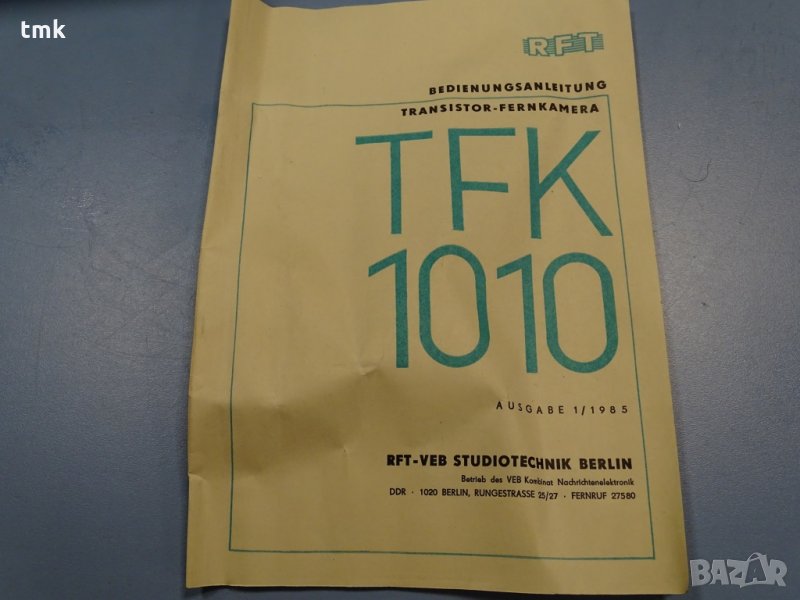 tmk
RFT
BEDIENUNGSANLEITUNG
TRANSISTOR-FERNKAMERA
TFK
1010
AUSGABE 1/1985
RFT-VEB STUDIOTECHNIK BERLIN
Betrieb des VEB Kombinat Nachrichtenelektronik
DDR · 1020 BERLIN, RUNGESTRASSE 25/27 · FERNRUF 27580
BAZAR